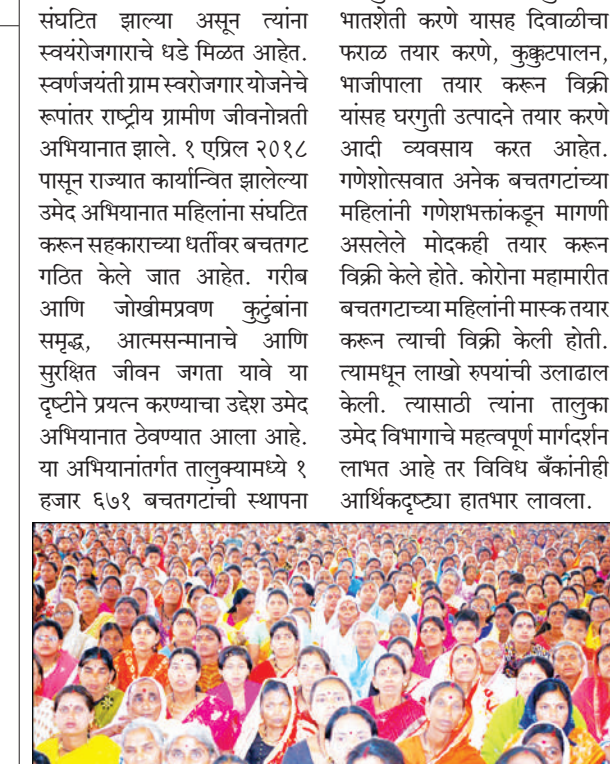 संघटित झाल्या असून त्यांना
स्वयंरोजगाराचे धडे मिळत आहेत.
स्वर्णजयंती ग्राम स्वरोजगार योजनेचे
रूपांतर राष्ट्रीय ग्रामीण जीवनोन्नती
अभियानात झाले. १ एप्रिल २०१८
पासून राज्यात कार्यान्वित झालेल्या
उमेद अभियानात महिलांना संघटित
करून सहकाराच्या धर्तीवर बचतगट
गठित केले जात आहेत. गरीब
आणि जोखीमप्रवण कुटुंबांना
समृद्ध, आत्मसन्मानाचे आणि
सुरक्षित जीवन जगता यावे या
दृष्टीने प्रयत्न करण्याचा उद्देश उमेद
अभियानात ठेवण्यात आला आहे.
या अभियानांतर्गत तालुक्यामध्ये १
हजार ६७१ बचतगटांची स्थापना
भातशेती करणे यासह दिवाळीचा
फराळ तयार करणे, कुक्कुटपालन,
भाजीपाला तयार करून विक्री
यांसह घरगुती उत्पादने तयार करणे
आदी व्यवसाय करत आहेत.
गणेशोत्सवात अनेक बचतगटांच्या
महिलांनी गणेशभक्तांकडून मागणी
असलेले मोदकही तयार करून
विक्री केले होते. कोरोना महामारीत
बचतगटाच्या महिलांनी मास्क तयार
करून त्याची विक्री केली होती.
त्यामधून लाखो रुपयांची उलाढाल
केली. त्यासाठी त्यांना तालुका
उमेद विभागाचे महत्वपूर्ण मार्गदर्शन
लाभत आहे तर विविध बँकांनीही
आर्थिकदृष्ट्या हातभार लावला.